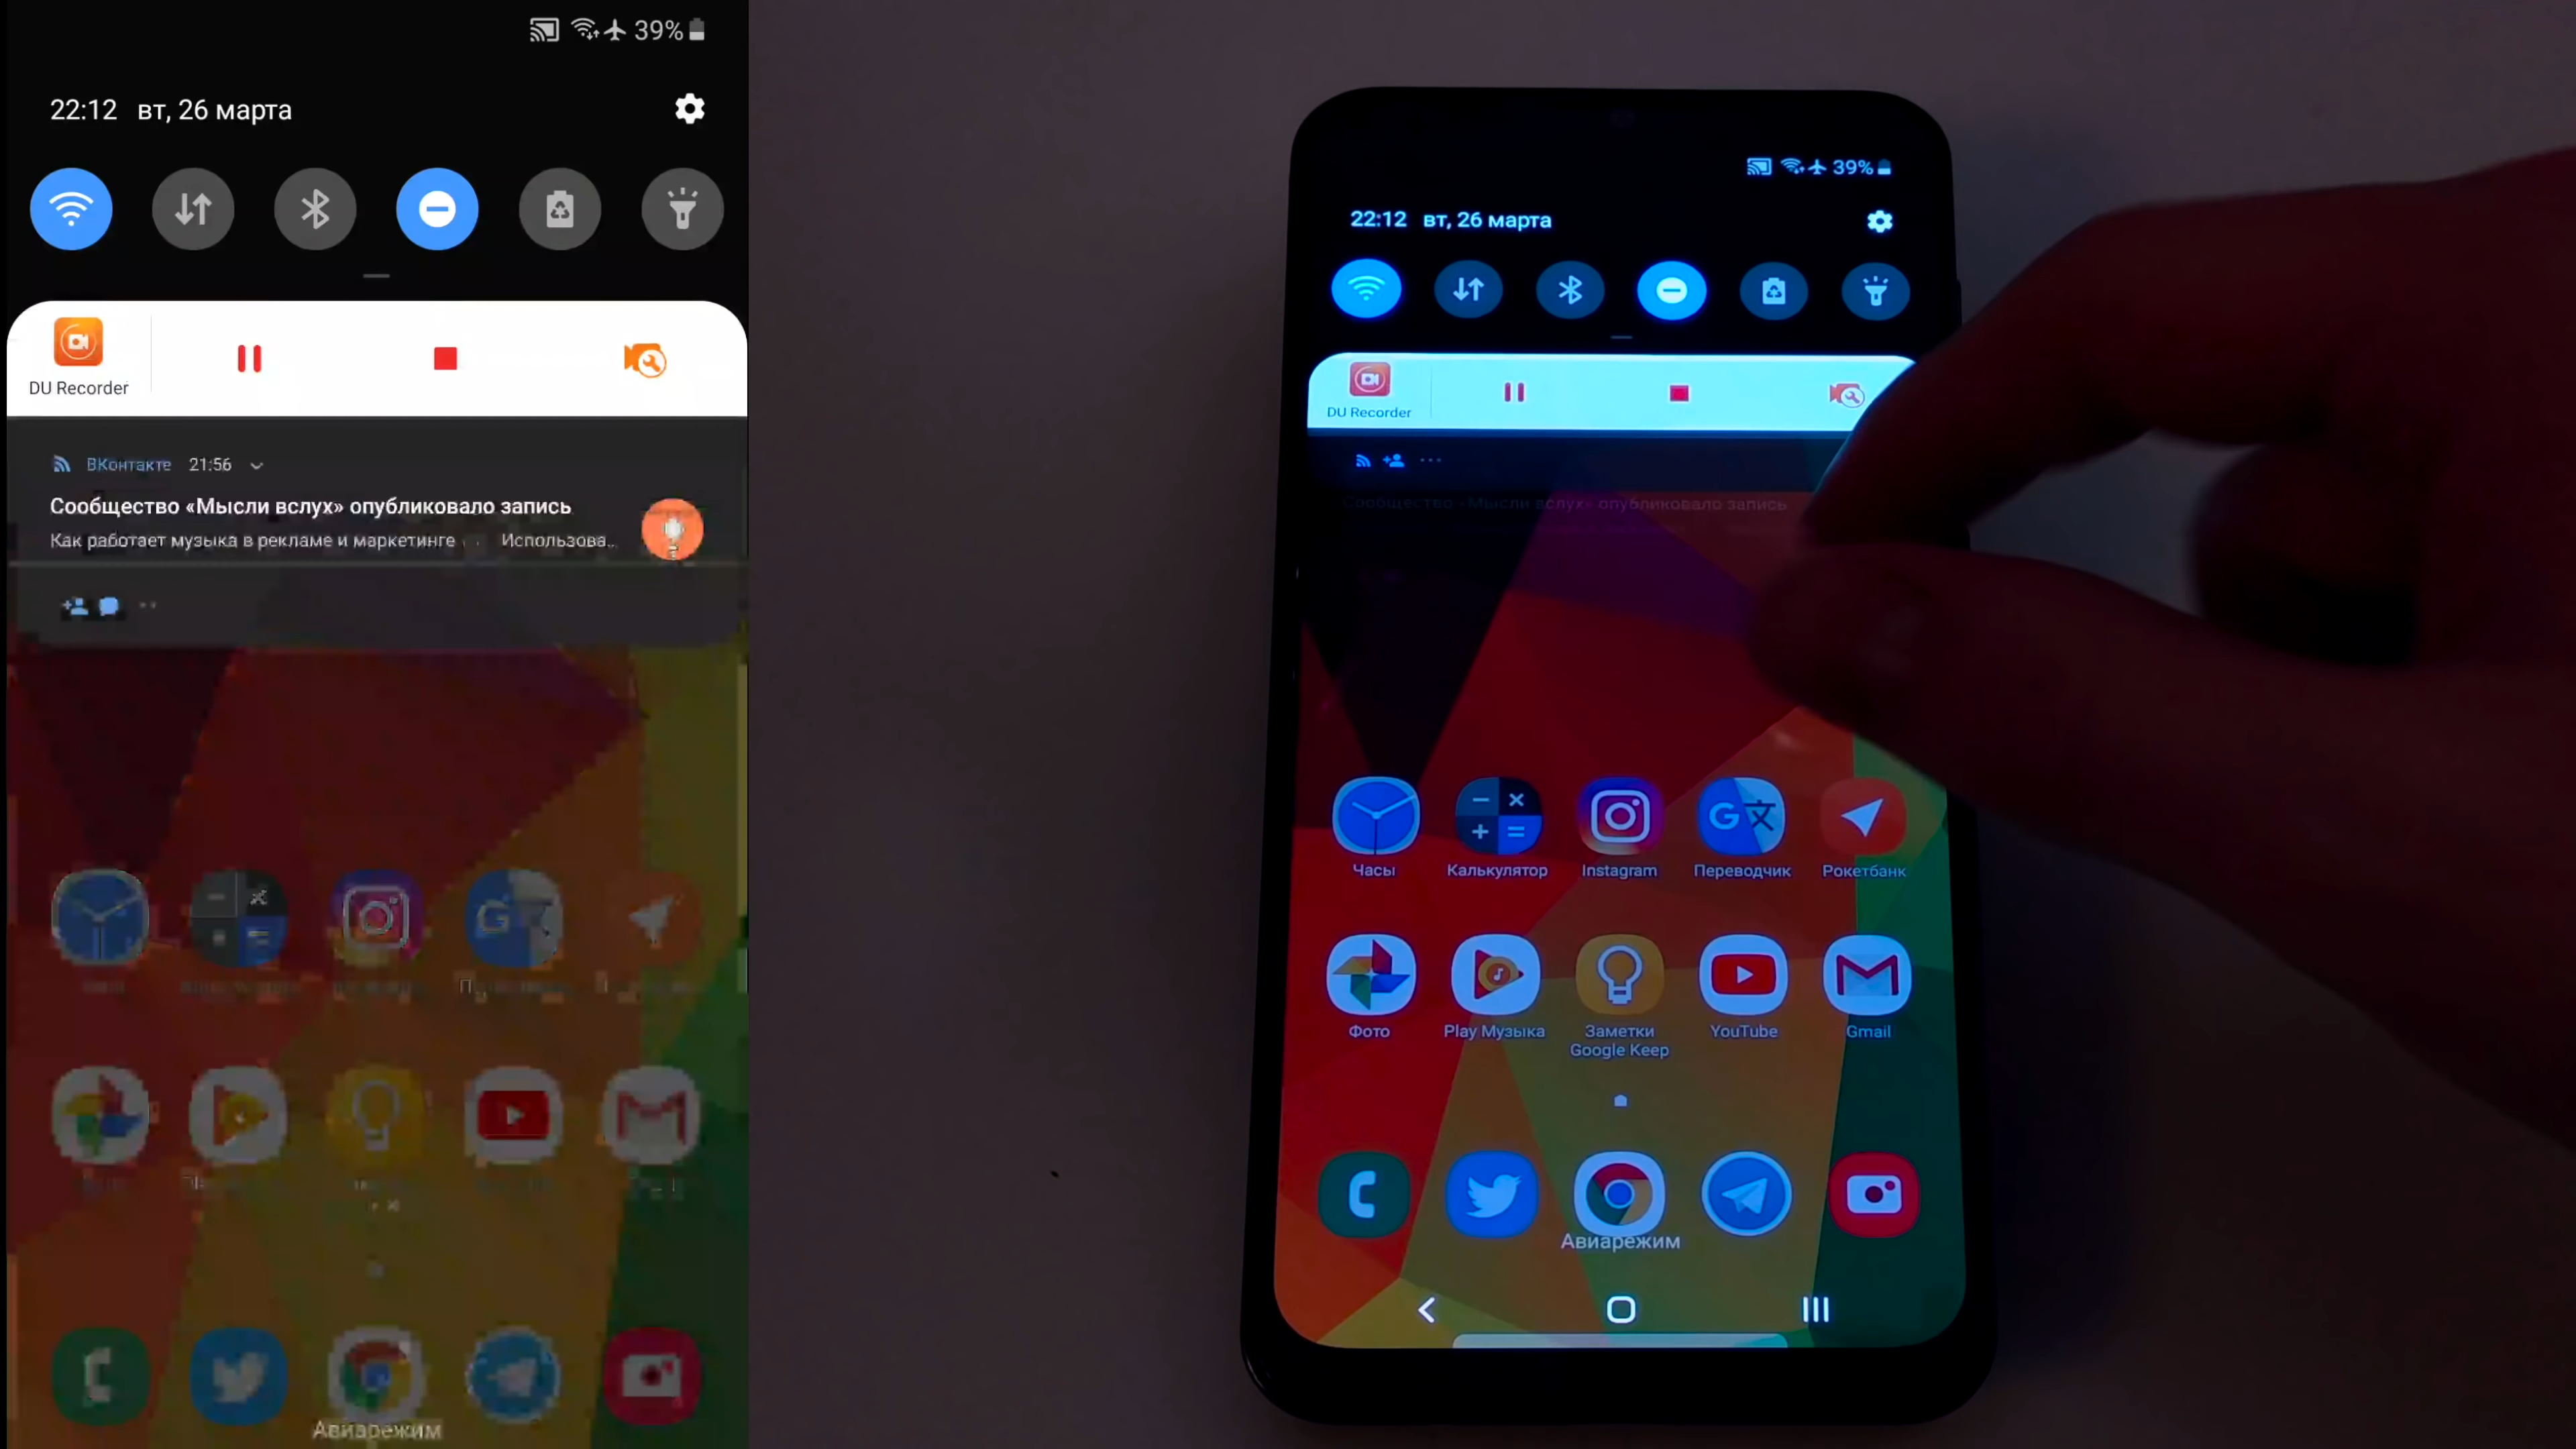 39%
22:12 вт, 26 марта
DU Recorder
ВКонтакте 21:56
Сообщество «Мысли вслух» опубликовало запись
Как работает музыка в рекламе и маркетинге Использова...
Авиарежим
39%
22:12 вт, 26 марта
DU Recorder
Сообщество «Мысли вслух» опубликовало запись
Часы Калькулятор Instagram Переводчик Рокетбанк
Фото Play Музыка Заметки Google Keep YouTube Gmail
Авиарежим